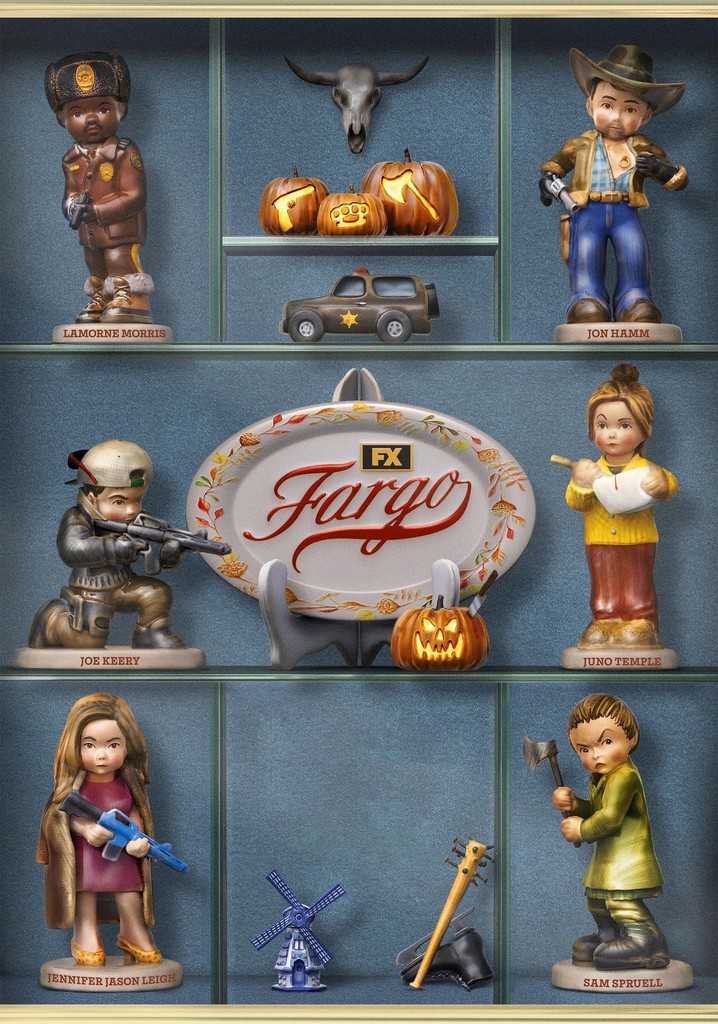 LAMORNE MORRIS
JON HAMM
FX
Fargo
JOE KEERY
JUNO TEMPLE
JENNIFER JASON LEIGH
SAM SPRUELL